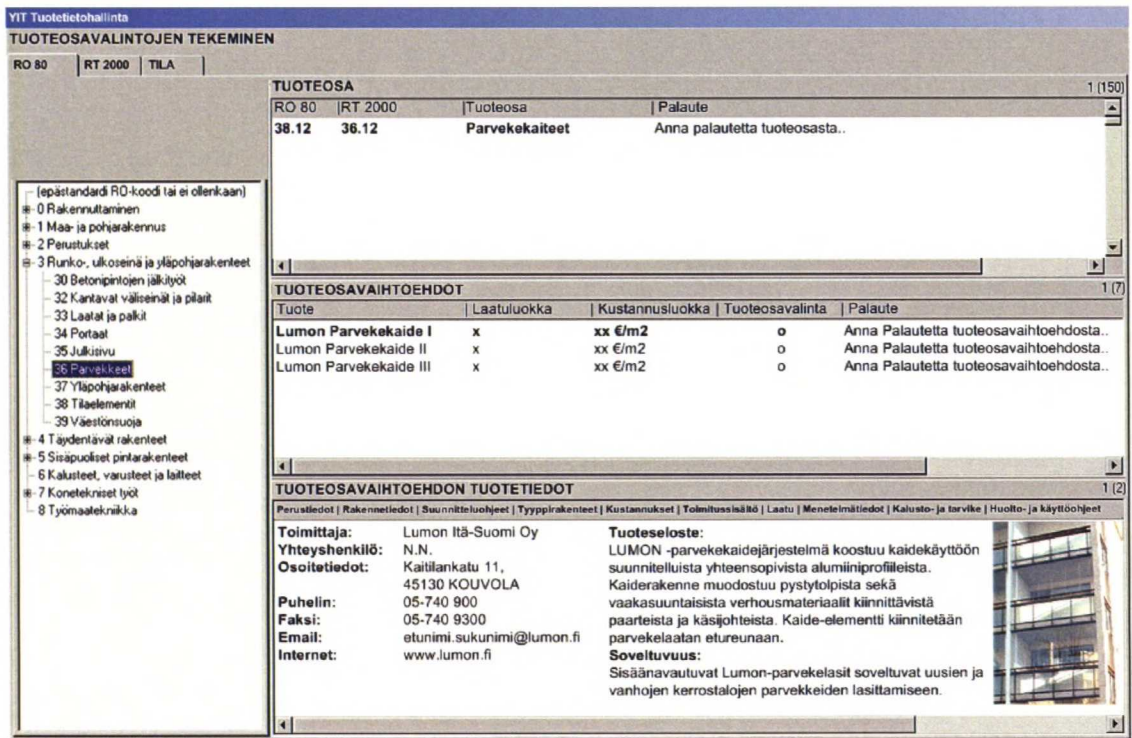 YIT Tuotetietohallinta
TUOTEOSAVALINTOJEN TEKEMINEN
RO 80 | RT 2000 | TILA
(epästandardi RO-koodi tai ei ollenkaan)
0 Rakennuttaminen
1 Maa- ja pohjarakennus
2 Perustukset
3 Runko-, ulkoseinä ja yläpohjarakenteet
30 Betonipintojen jälkityöt
32 Kantavat väliseinät ja pilarit
33 Laatat ja palkit
34 Portaat
35 Julkisivu
36 Parvekkeet
37 Yläpohjarakenteet
38 Tilaelementit
39 Väestönsuoja
4 Täydentävät rakenteet
5 Sisäpuoliset pintarakenteet
6 Kalusteet, varusteet ja laitteet
7 Konetekniset työt
8 Työmaatekniikka
TUOTEOSA 1 (150)
RO 80 | RT 2000 | Tuoteosa | Palaute
38.12 36.12 Parvekekaiteet Anna palautetta tuoteosasta..
TUOTEOSAVAIHTOEHDOT 1 (7)
Tuote | Laatuluokka | Kustannusluokka | Tuoteosavalinta | Palaute
Lumon Parvekekaide I x xx €/m2 o Anna Palautetta tuoteosavaihtoehdosta..
Lumon Parvekekaide II x xx €/m2 o Anna Palautetta tuoteosavaihtoehdosta..
Lumon Parvekekaide III x xx €/m2 o Anna Palautetta tuoteosavaihtoehdosta..
TUOTEOSAVAIHTOEHDON TUOTETIEDOT 1 (2)
Perustiedot | Rakennetiedot | Suunnitteluohjeet | Tyyppirakenteet | Kustannukset | Toimitussisältö | Laatu | Menetelmätiedot | Kalusto- ja tarvike | Huolto- ja käyttöohjeet
Toimittaja: Lumon Itä-Suomi Oy
Yhteyshenkilö: N.N.
Osoitetiedot: Kaitilankatu 11,
45130 KOUVOLA
Puhelin: 05-740 900
Faksi: 05-740 9300
Email: etunimi.sukunimi@lumon.fi
Internet: www.lumon.fi
Tuoteseloste:
LUMON -parvekekaidejärjestelmä koostuu kaidekäyttöön
suunnitelluista yhteensopivista alumiiniprofiileista.
Kaiderakenne muodostuu pystytolpista sekä
vaakasuuntaisista verhousmateriaalit kiinnittävistä
paarteista ja käsijohteista. Kaide-elementti kiinnitetään
parvekelaatan etureunaan.
Soveltuvuus:
Sisäänavautuvat Lumon-parvekelasit soveltuvat uusien ja
vanhojen kerrostalojen parvekkeiden lasittamiseen.